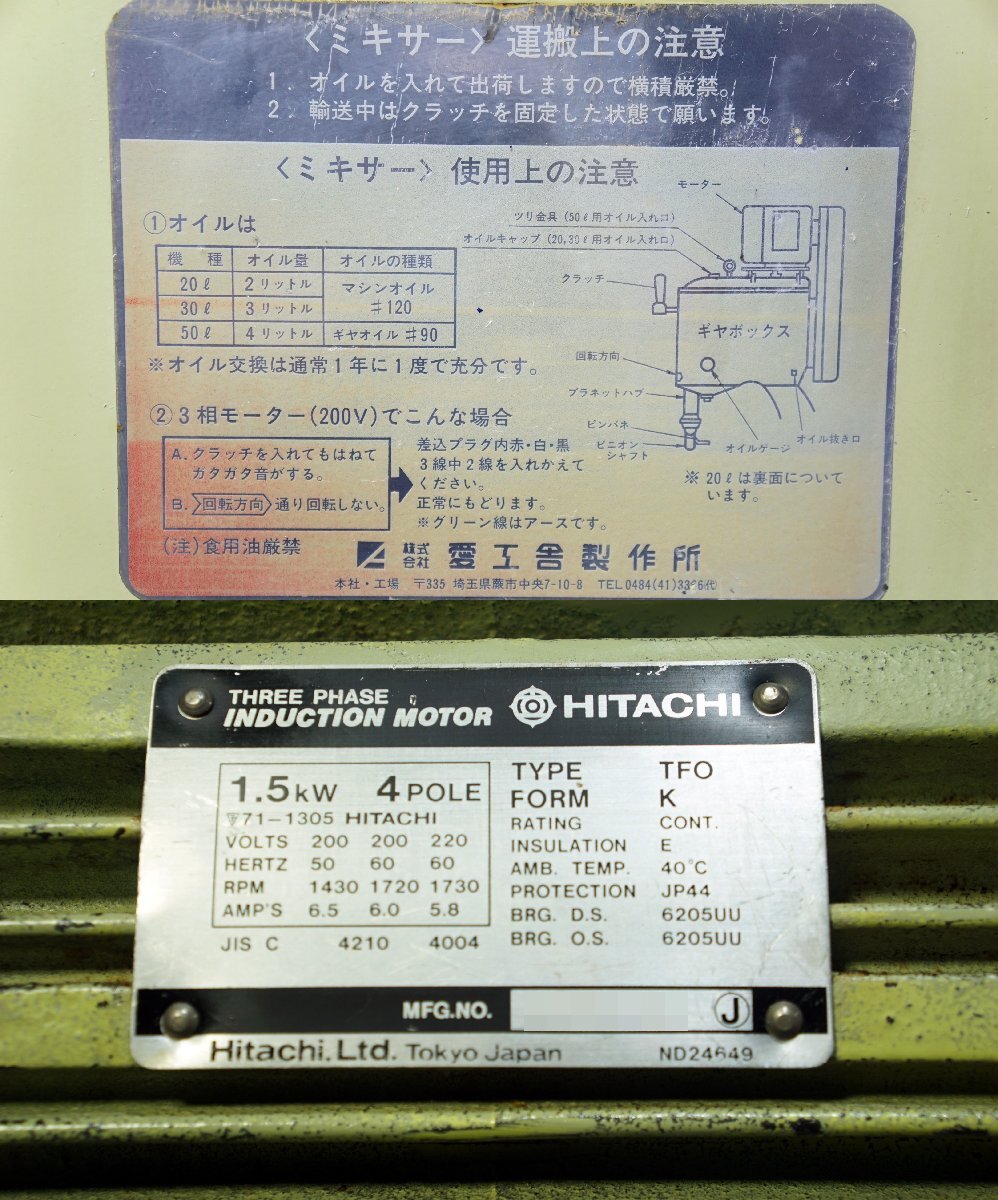 〈ミキサー〉運搬上の注意
1．オイルを入れて出荷しますので横積厳禁。
2．輸送中はクラッチを固定した状態で願います。
〈ミキサー〉使用上の注意
①オイルは
機種 オイル量 オイルの種類
20ℓ 2リットル マシンオイル♯120
30ℓ 3リットル
50ℓ 4リットル ギヤオイル♯90
※オイル交換は通常1年に1度で充分です。
モーター
ツリ金具（50ℓ用オイル入れ口）
オイルキャップ（20,30ℓ用オイル入れ口）
クラッチ
ギヤボックス
回転方向
プラネットハブ
ピンバネ
ピニオンシャフト
オイルゲージ
オイル抜き口
※20ℓは裏面について
います。
②3相モーター(200V)でこんな場合
A．クラッチを入れてもはねて
ガタガタ音がする。
B．回転方向 通り回転しない。
差込プラグ内赤・白・黒
3線中2線を入れかえて
ください。
正常にもどります。
※グリーン線はアースです。
(注)食用油厳禁
株式会社 愛工舎製作所
本社・工場 〒335 埼玉県蕨市中央7-10-8 TEL.0484(41)3366㈹
THREE PHASE
INDUCTION MOTOR
HITACHI
1.5kW 4POLE
▽71-1305 HITACHI
VOLTS 200 200 220
HERTZ 50 60 60
RPM 1430 1720 1730
AMP'S 6.5 6.0 5.8
JIS C 4210 4004
TYPE TFO
FORM K
RATING CONT.
INSULATION E
AMB. TEMP. 40°C
PROTECTION JP44
BRG. D.S. 6205UU
BRG. O.S. 6205UU
MFG.NO. J
Hitachi, Ltd. Tokyo Japan ND24649